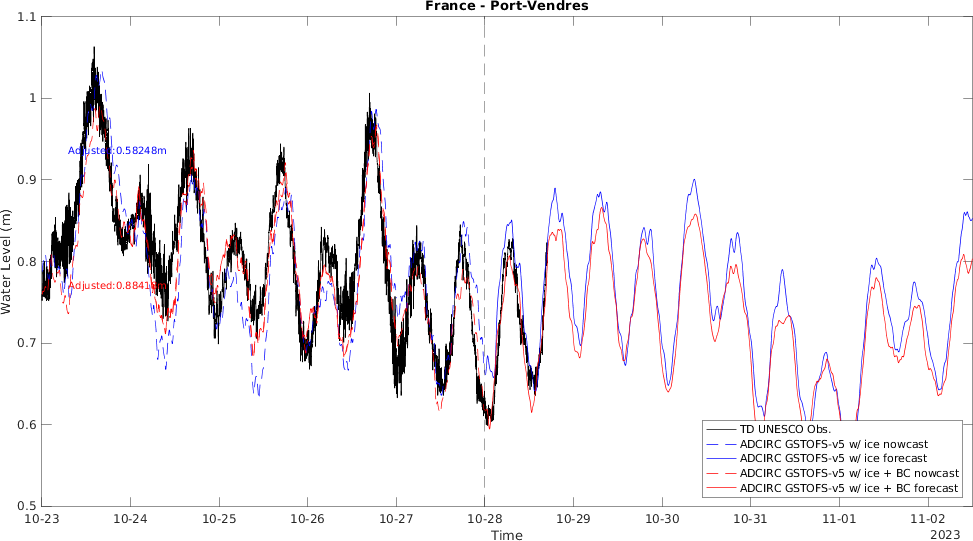 France - Port-Vendres
1.1
1
0.9
0.8
0.7
0.6
0.5
Water Level (m)
Adjusted:0.58248m
10-23
10-24
10-25
10-26
10-27
10-28
10-29
10-30
10-31
11-01
11-02
2023
Time
TD UNESCO Obs.
ADCIRC GSTOFS-v5 w/ ice nowcast
ADCIRC GSTOFS-v5 w/ ice forecast
ADCIRC GSTOFS-v5 w/ ice + BC nowcast
ADCIRC GSTOFS-v5 w/ ice + BC forecast